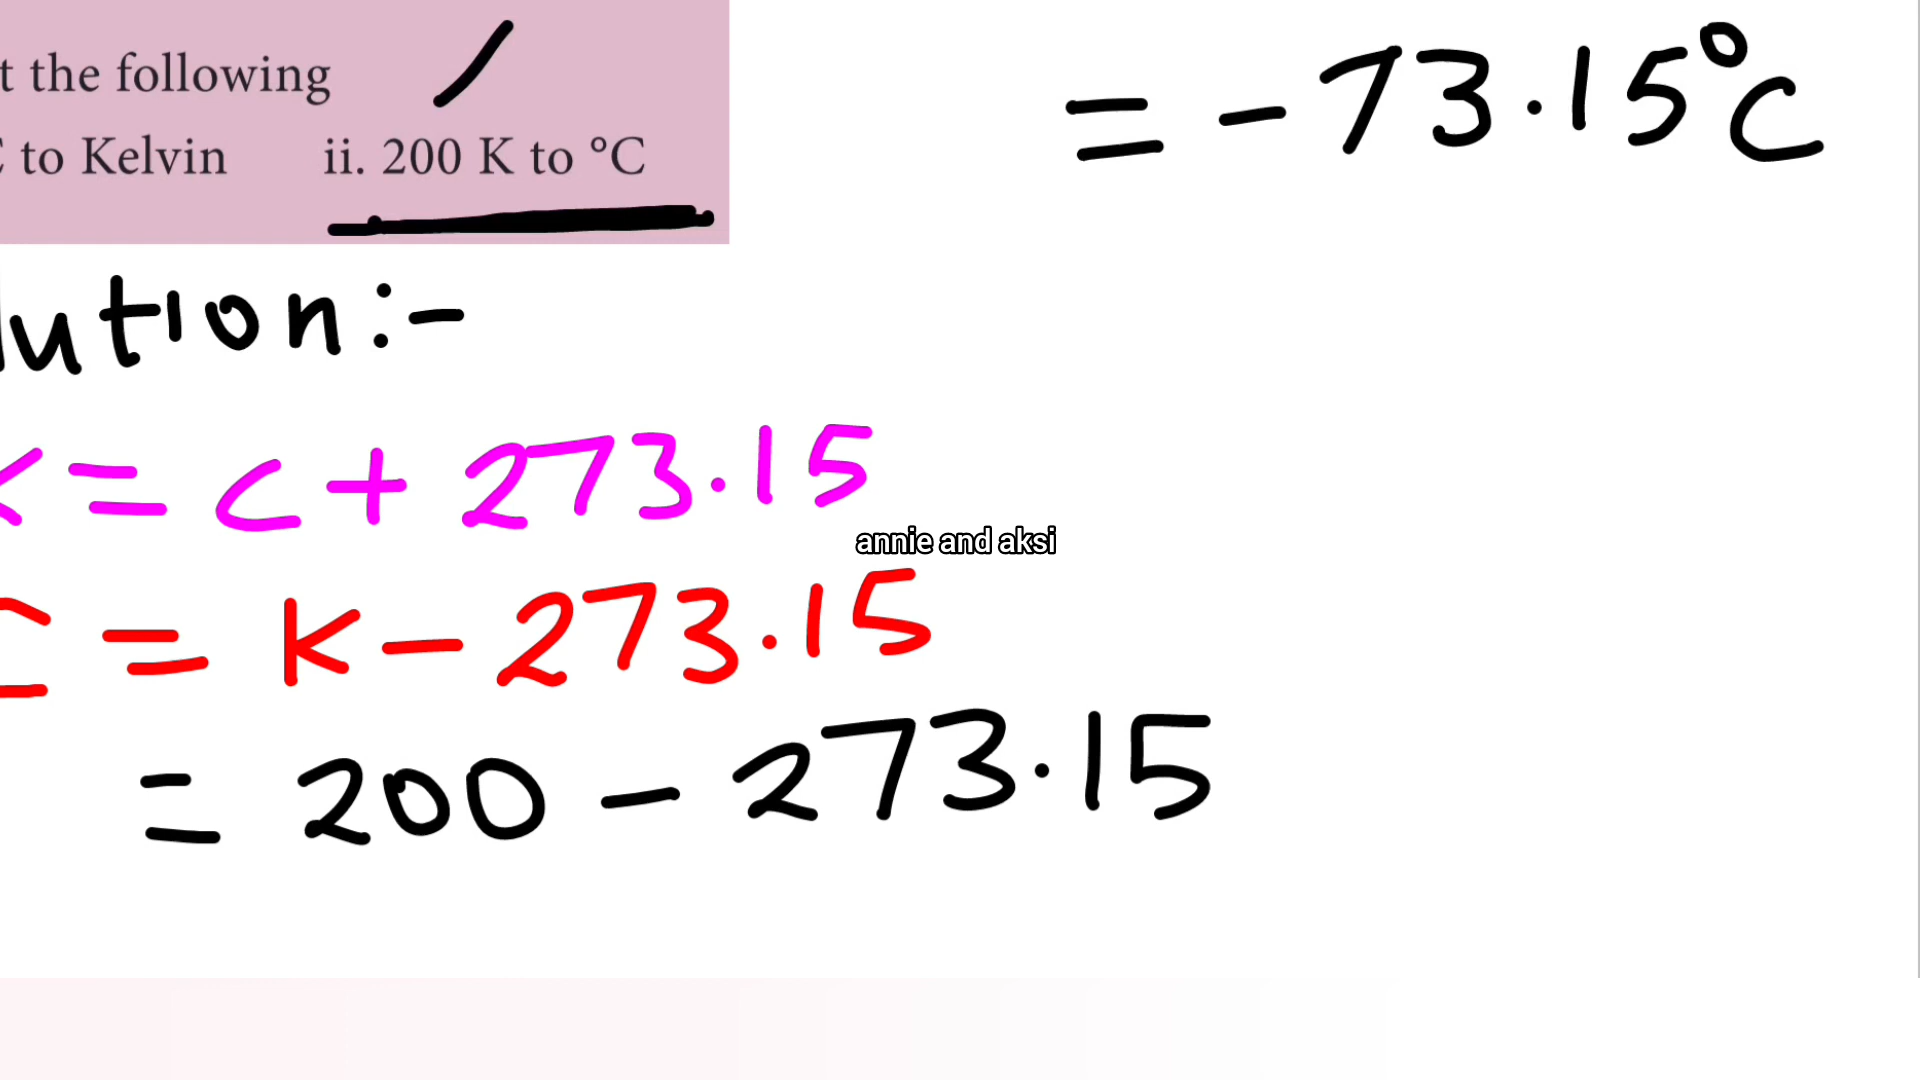 t the following
C to Kelvin ii. 200 K to °C
lution:-
K = C + 273.15
annie and aksi
C = K - 273.15
= 200 - 273.15
= -73.15°C